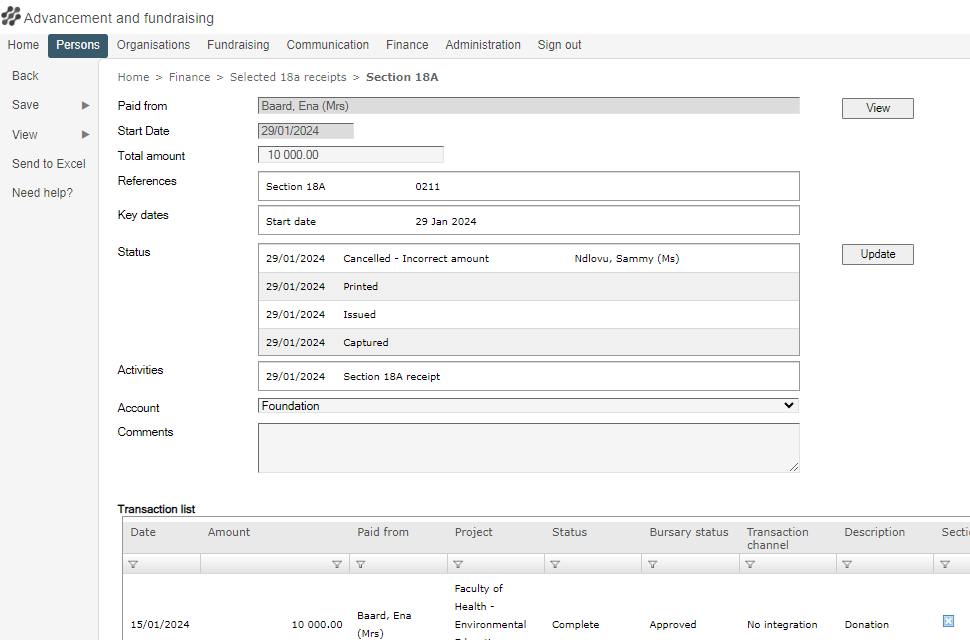 Advancement and fundraising
Home Persons Organisations Fundraising Communication Finance Administration Sign out
Back
Save
View
Send to Excel
Need help?
Home > Finance > Selected 18a receipts > Section 18A
Paid from Baard, Ena (Mrs) View
Start Date 29/01/2024
Total amount 10 000.00
References Section 18A 0211
Key dates Start date 29 Jan 2024
Status 29/01/2024 Cancelled - Incorrect amount Ndlovu, Sammy (Ms) Update
29/01/2024 Printed
29/01/2024 Issued
29/01/2024 Captured
Activities 29/01/2024 Section 18A receipt
Account Foundation
Comments
Transaction list
Date Amount Paid from Project Status Bursary status Transaction channel Description
15/01/2024 10 000.00 Baard, Ena (Mrs) Faculty of Health - Environmental Complete Approved No integration Donation